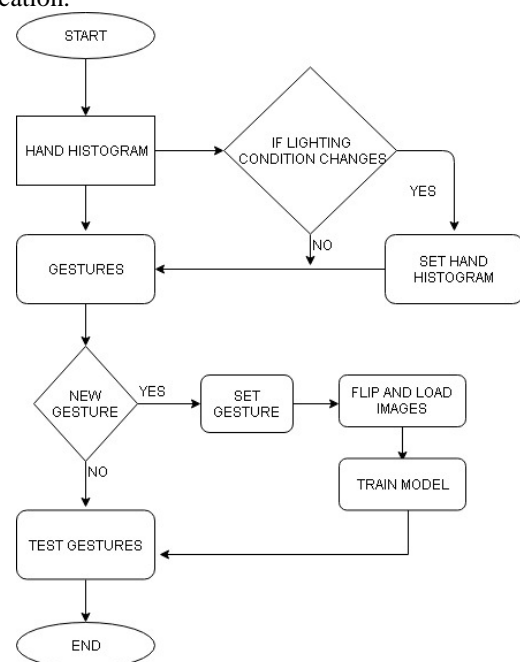 cation.
START
HAND HISTOGRAM
IF LIGHTING
CONDITION CHANGES
YES
NO
GESTURES
SET HAND
HISTOGRAM
NEW
GESTURE
YES
SET
GESTURE
FLIP AND LOAD
IMAGES
NO
TRAIN MODEL
TEST GESTURES
END